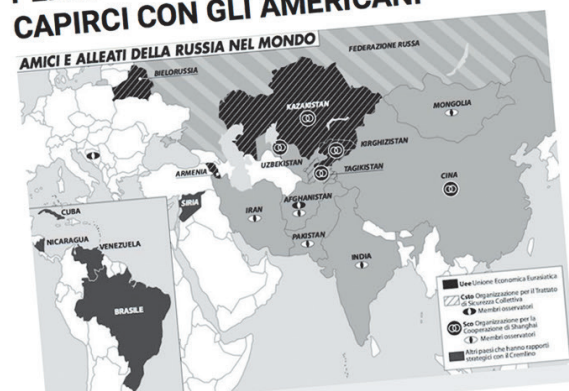 CAPIRCI CON GLI AMERICANI
AMICI E ALLEATI DELLA RUSSIA NEL MONDO
FEDERAZIONE RUSSA
BIELORUSSIA
KAZAKISTAN
MONGOLIA
KIRGHIZISTAN
UZBEKISTAN
TAGIKISTAN
ARMENIA
CINA
SIRIA
IRAN
AFGHANISTAN
PAKISTAN
INDIA
CUBA
NICARAGUA
VENEZUELA
BRASILE
Uee Unione Economica Eurasiatica
Csto Organizzazione per il Trattato
di Sicurezza Collettiva
Membri osservatori
Sco Organizzazione per la
Cooperazione di Shanghai
Membri osservatori
Altri paesi che hanno rapporti
strategici con il Cremlino